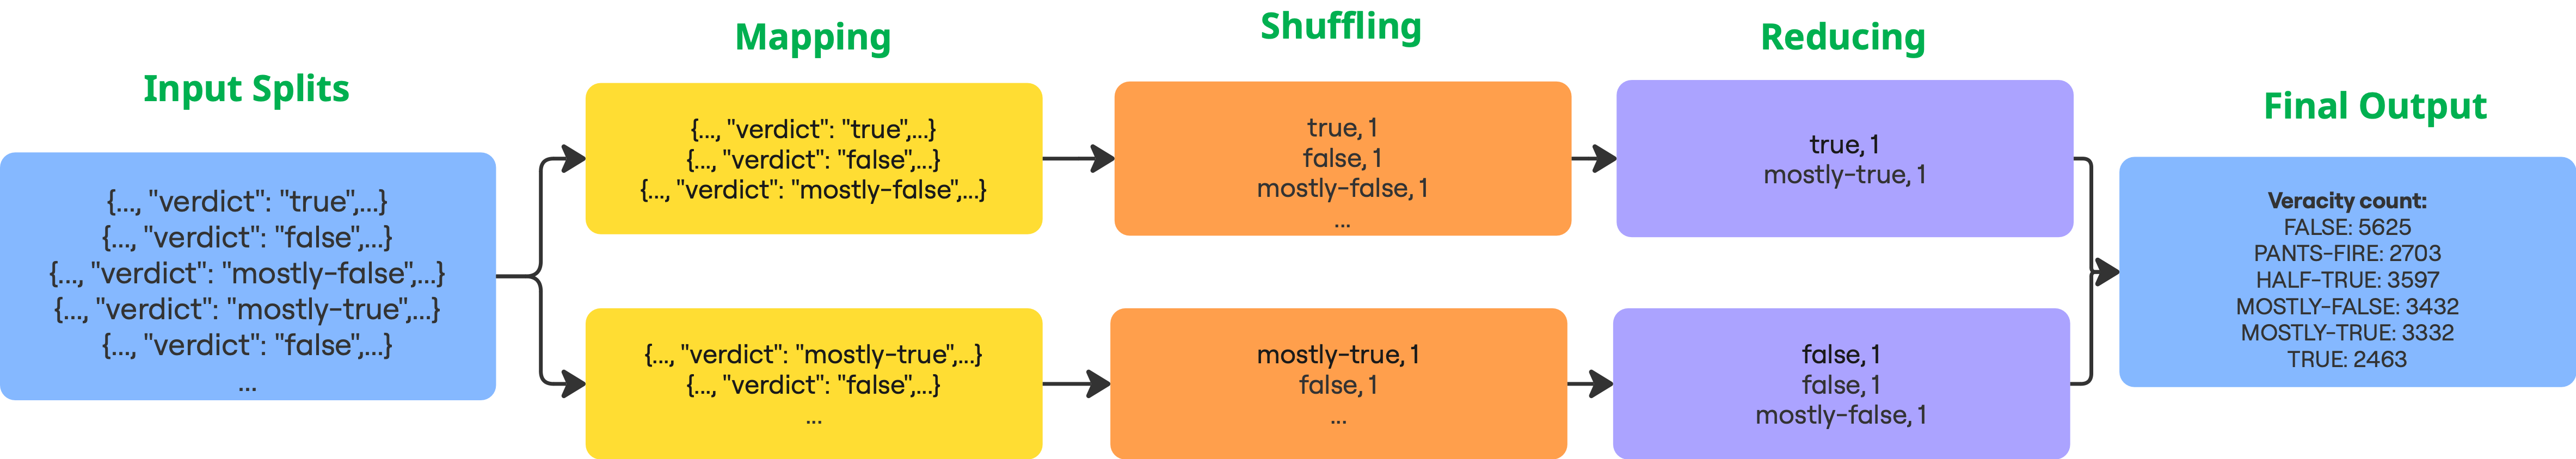 Input Splits
{..., "verdict": "true",...}
{..., "verdict": "false",...}
{..., "verdict": "mostly-false",...}
{..., "verdict": "mostly-true",...}
{..., "verdict": "false",...}
...
Mapping
{..., "verdict": "true",...}
{..., "verdict": "false",...}
{..., "verdict": "mostly-false",...}
{..., "verdict": "mostly-true",...}
{..., "verdict": "false",...}
...
Shuffling
true, 1
false, 1
mostly-false, 1
...
mostly-true, 1
false, 1
...
Reducing
true, 1
mostly-true, 1
false, 1
false, 1
mostly-false, 1
Final Output
Veracity count:
FALSE: 5625
PANTS-FIRE: 2703
HALF-TRUE: 3597
MOSTLY-FALSE: 3432
MOSTLY-TRUE: 3332
TRUE: 2463